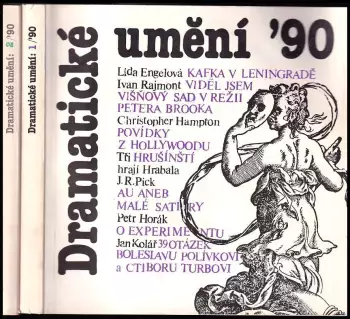 Dramatické umění: 2/'90
Dramatické umění: 1/'90
Dramatické
umění '90
Lída Engelová KAFKA V LENINGRADĚ
Ivan Rajmont VIDĚL JSEM
VIŠŇOVÝ SAD V REŽII
PETERA BROOKA
Christopher Hampton
POVÍDKY
Z HOLLYWOODU
Tři HRUŠÍNŠTÍ
hrají Hrabala
J.R.Pick
AU ANEB
MALÉ SATURY
Petr Horák
O EXPERIMENTU
Jan Kolář 39 OTÁZEK
BOLESLAVU POLÍVKOVI
a CTIBORU TURBOVI